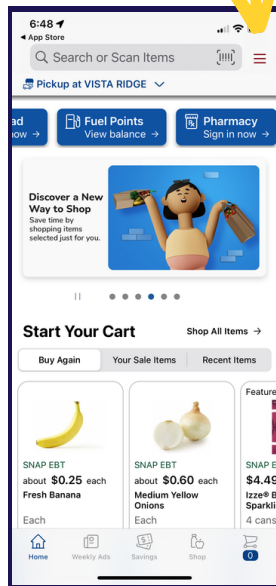 6:48
◀ App Store
Search or Scan Items
Pickup at VISTA RIDGE
ad
now →
Fuel Points
View balance →
Pharmacy
Sign in now →
Discover a New
Way to Shop
Save time by
shopping items
selected just for you.
Start Your Cart
Shop All Items →
Buy Again
Your Sale Items
Recent Items
Feature
SNAP EBT
about $0.25 each
Fresh Banana
Each
SNAP EBT
about $0.60 each
Medium Yellow
Onions
Each
SNAP E
$4.49
Izze® B
Sparkli
4 cans
Home
Weekly Ads
Savings
Shop
0